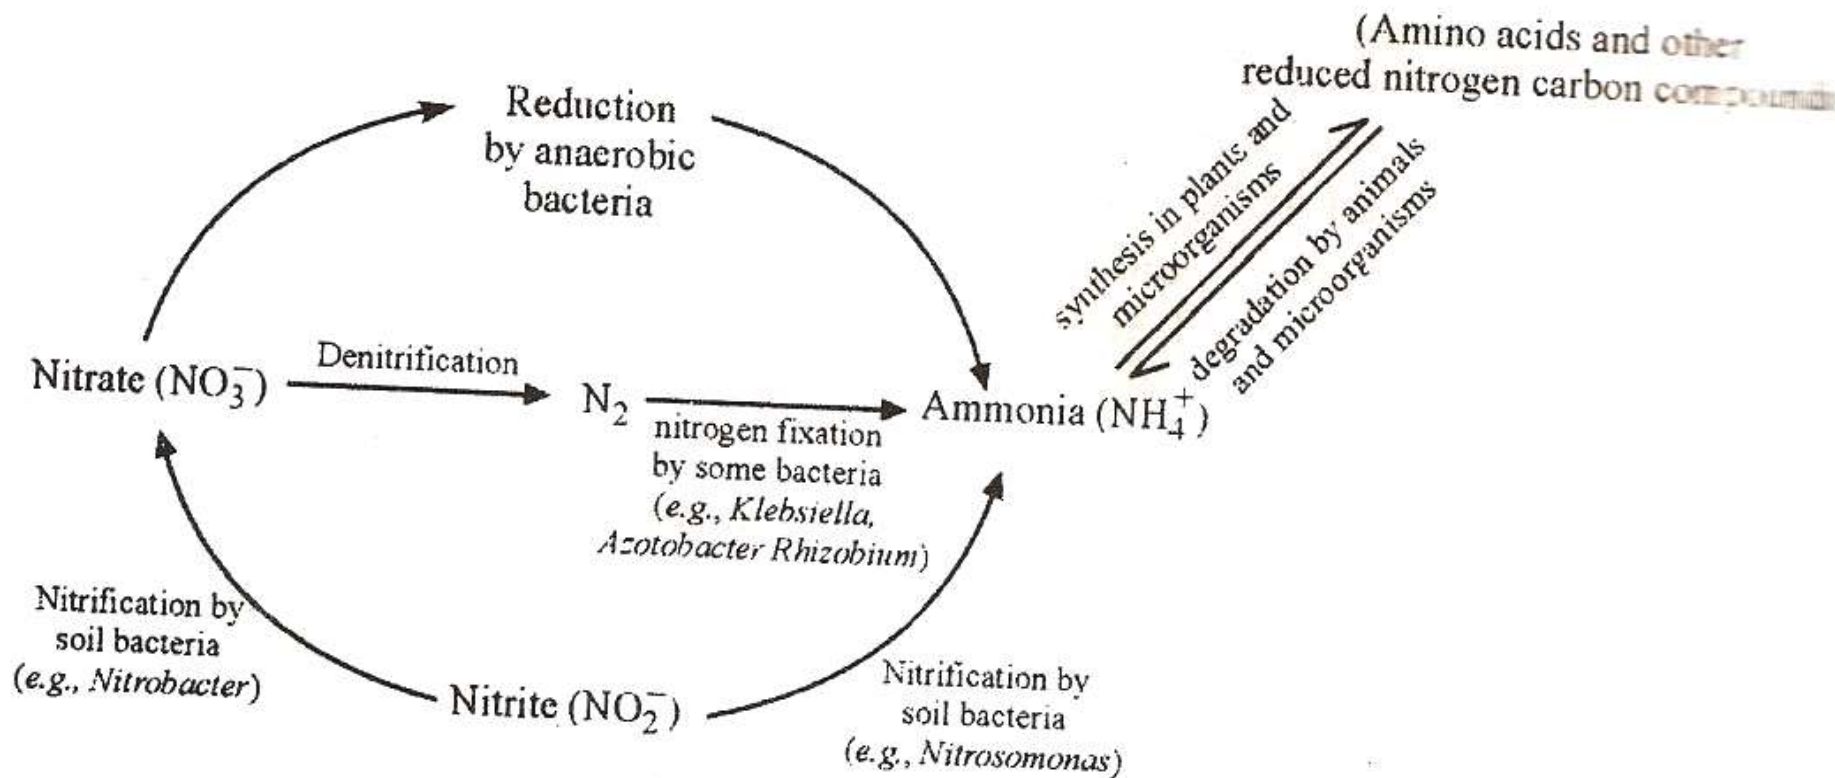 (Amino acids and other
reduced nitrogen carbon compounds
Reduction
by anaerobic
bacteria
synthesis in plants and
microorganisms
degradation by animals
and microorganisms
Nitrate (NO₃⁻)
Denitrification
N₂
nitrogen fixation
by some bacteria
(e.g., Klebsiella,
Azotobacter Rhizobium)
Ammonia (NH₄⁺)
Nitrification by
soil bacteria
(e.g., Nitrobacter)
Nitrite (NO₂⁻)
Nitrification by
soil bacteria
(e.g., Nitrosomonas)